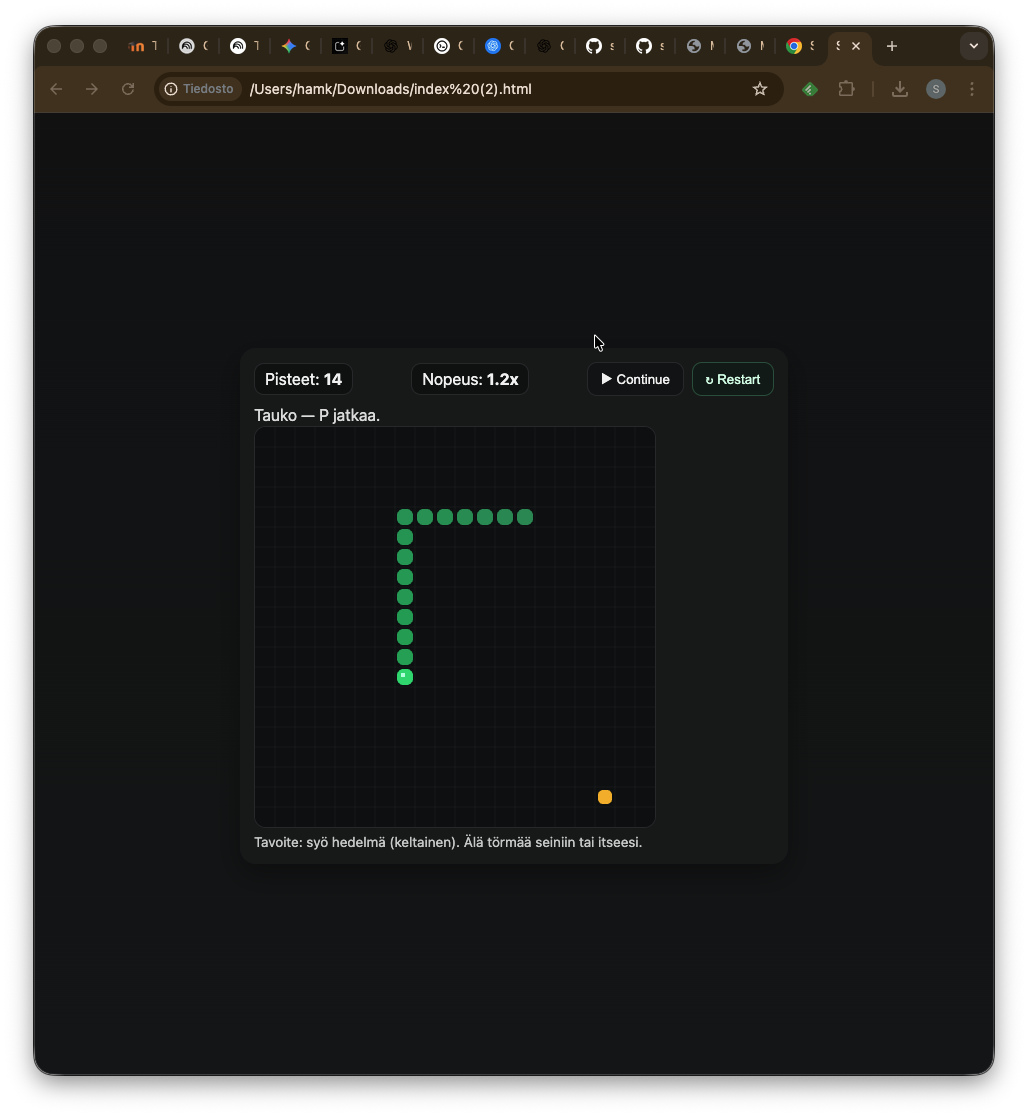 Tiedosto
/Users/hamk/Downloads/index%20(2).html
S
Pisteet: 14
Nopeus: 1.2x
▶ Continue
↻ Restart
Tauko — P jatkaa.
Tavoite: syö hedelmä (keltainen). Älä törmää seiniin tai itseesi.